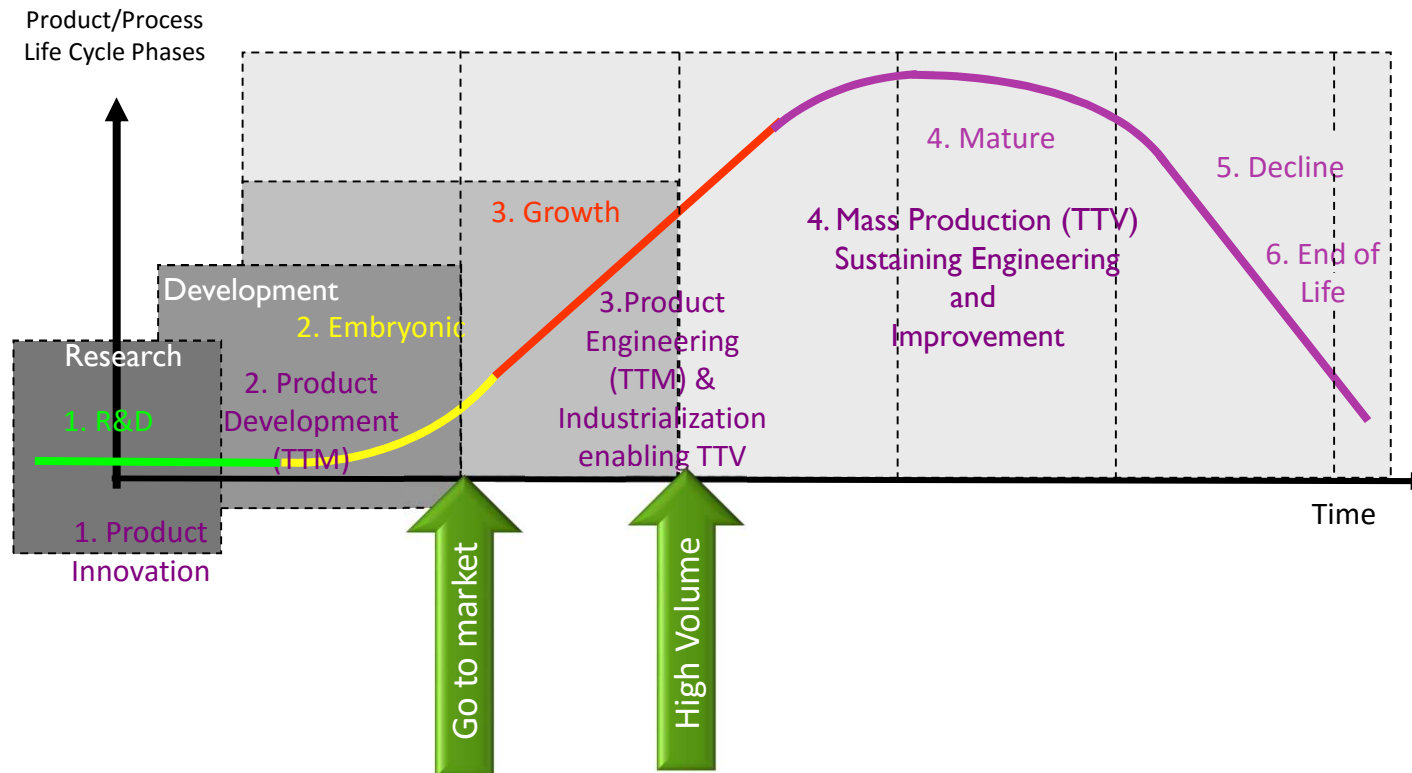 Product/Process
Life Cycle Phases
4. Mature
5. Decline
3. Growth
4. Mass Production (TTV)
Sustaining Engineering
and
Improvement
6. End of
Life
Development
2. Embryonic
3.Product
Engineering
(TTM) &
Industrialization
enabling TTV
Research
2. Product
Development
(TTM)
1. R&D
Time
1. Product
Innovation
Go to market
High Volume